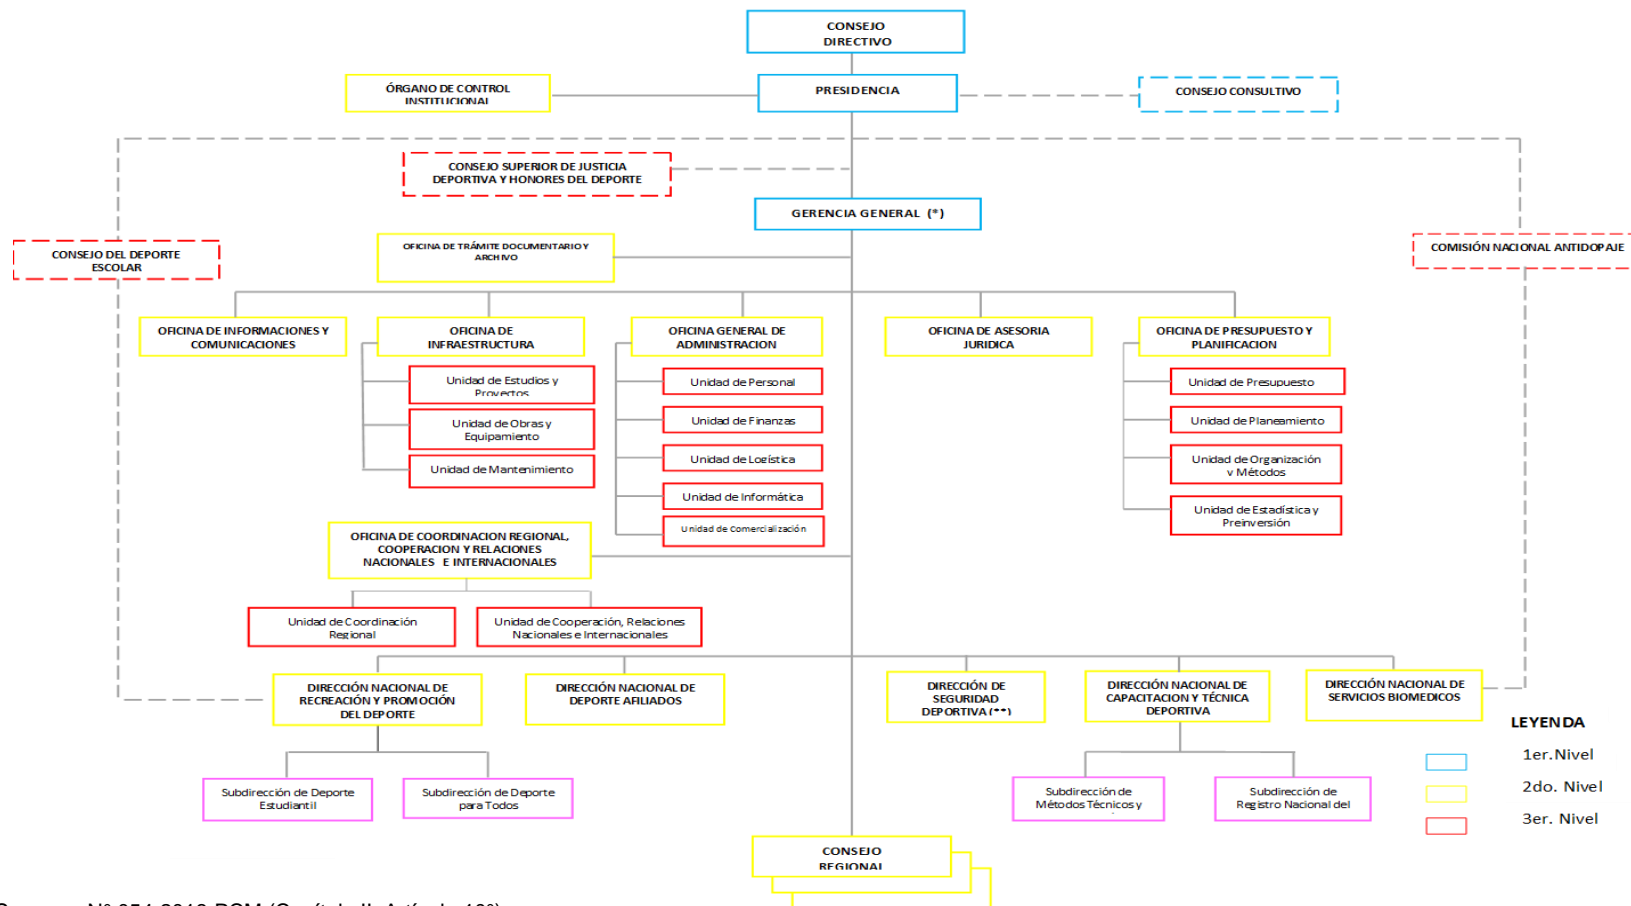 CONSEJO
DIRECTIVO
ÓRGANO DE CONTROL
INSTITUCIONAL
PRESIDENCIA
CONSEJO CONSULTIVO
CONSEJO SUPERIOR DE JUSTICIA
DEPORTIVA Y HONORES DEL DEPORTE
GERENCIA GENERAL (*)
OFICINA DE TRÁMITE DOCUMENTARIO Y
ARCHIVO
CONSEJO DEL DEPORTE
ESCOLAR
COMISIÓN NACIONAL ANTIDOPAJE
OFICINA DE INFORMACIONES Y
COMUNICACIONES
OFICINA DE
INFRAESTRUCTURA
OFICINA GENERAL DE
ADMINISTRACION
OFICINA DE ASESORIA
JURIDICA
OFICINA DE PRESUPUESTO Y
PLANIFICACION
Unidad de Estudios y
Proyectos
Unidad de Obras y
Equipamiento
Unidad de Mantenimiento
Unidad de Personal
Unidad de Finanzas
Unidad de Logística
Unidad de Informática
Unidad de Comercialización
Unidad de Presupuesto
Unidad de Planeamiento
Unidad de Organización
y Métodos
Unidad de Estadística y
Preinversión
OFICINA DE COORDINACION REGIONAL,
COOPERACION Y RELACIONES
NACIONALES E INTERNACIONALES
Unidad de Coordinación
Regional
Unidad de Cooperación, Relaciones
Nacionales e Internacionales
DIRECCIÓN NACIONAL DE
RECREACIÓN Y PROMOCIÓN
DEL DEPORTE
DIRECCIÓN NACIONAL DE
DEPORTE AFILIADOS
DIRECCIÓN DE
SEGURIDAD
DEPORTIVA (**)
DIRECCIÓN NACIONAL DE
CAPACITACION Y TÉCNICA
DEPORTIVA
DIRECCIÓN NACIONAL DE
SERVICIOS BIOMEDICOS
Subdirección de Deporte
Estudiantil
Subdirección de Deporte
para Todos
Subdirección de
Métodos Técnicos y
Subdirección de
Registro Nacional del
CONSEJO
REGIONAL
LEYENDA
1er.Nivel
2do. Nivel
3er. Nivel